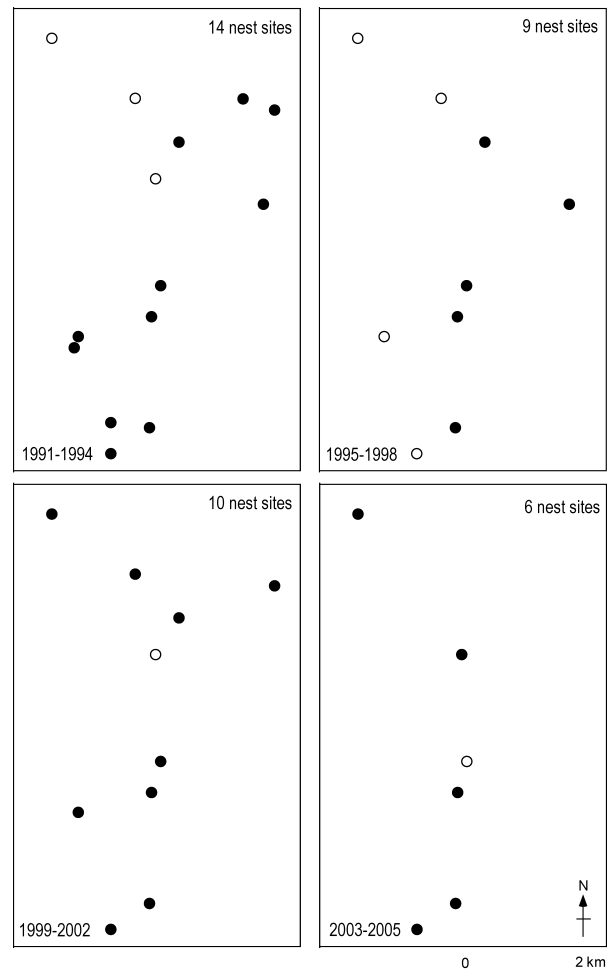 14 nest sites
1991-1994
9 nest sites
1995-1998
10 nest sites
1999-2002
6 nest sites
N
2003-2005
0 2 km